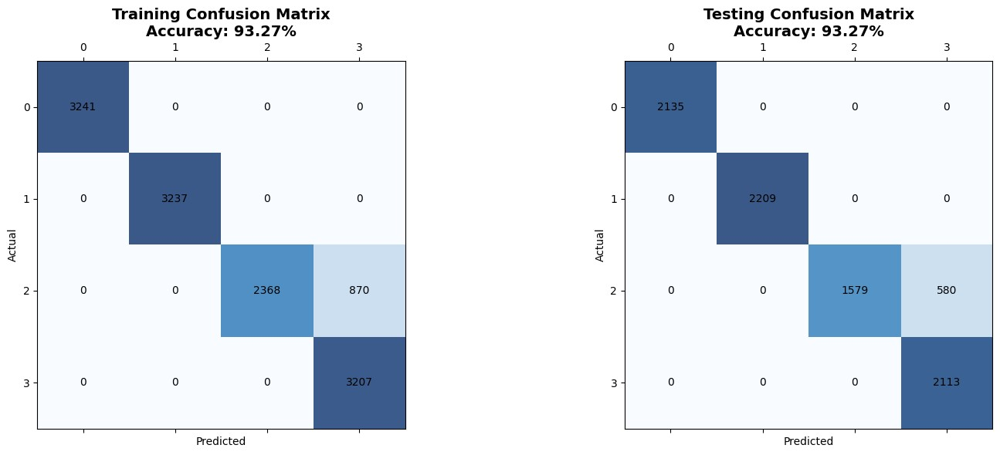 Training Confusion Matrix
Accuracy: 93.27%
0 1 2 3
0 3241 0 0 0
1 0 3237 0 0
2 0 0 2368 870
3 0 0 0 3207
Actual
Predicted
Testing Confusion Matrix
Accuracy: 93.27%
0 1 2 3
0 2135 0 0 0
1 0 2209 0 0
2 0 0 1579 580
3 0 0 0 2113
Actual
Predicted